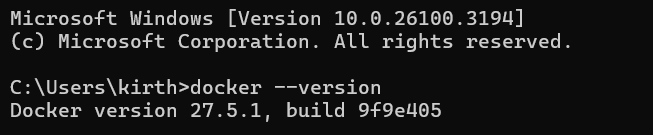 Microsoft Windows [Version 10.0.26100.3194]
(c) Microsoft Corporation. All rights reserved.
C:\Users\kirth>docker --version
Docker version 27.5.1, build 9f9e405